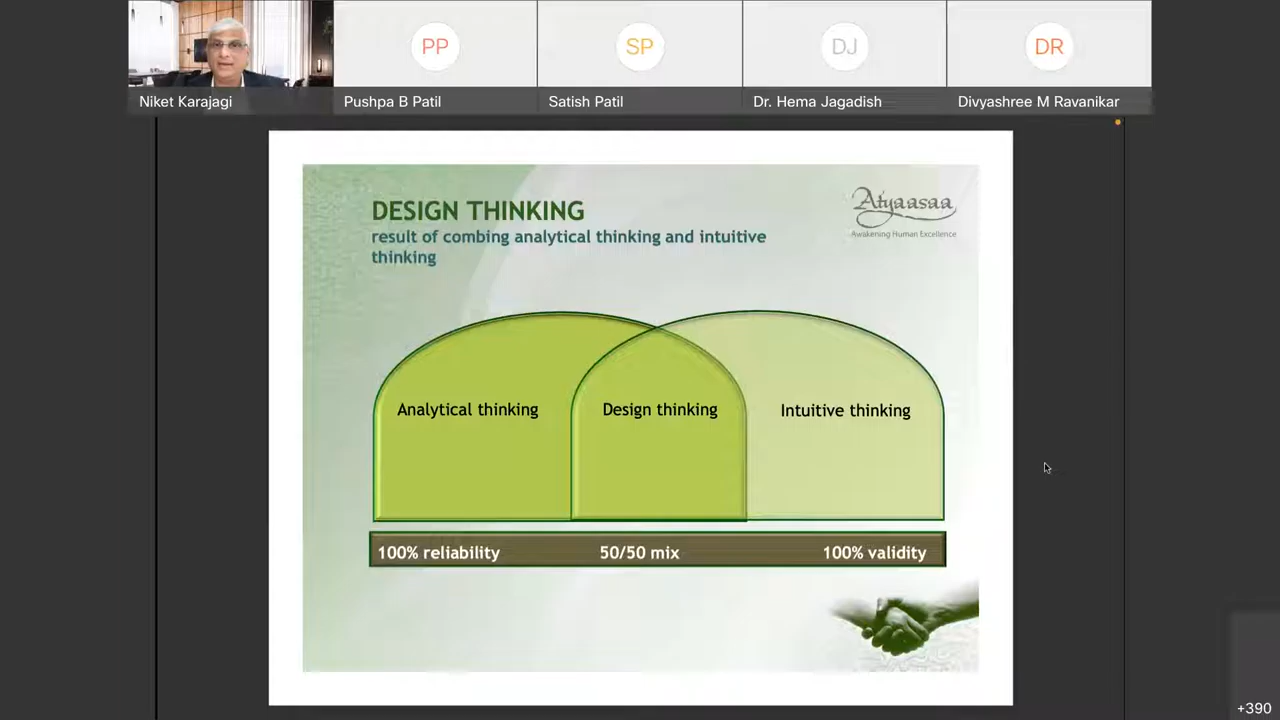 PP
SP
DJ
DR
Niket Karajagi
Pushpa B Patil
Satish Patil
Dr. Hema Jagadish
Divyashree M Ravanikar
DESIGN THINKING
result of combing analytical thinking and intuitive
thinking
Atyaasaa
Awakening Human Excellence
Analytical thinking
Design thinking
Intuitive thinking
100% reliability
50/50 mix
100% validity
+390